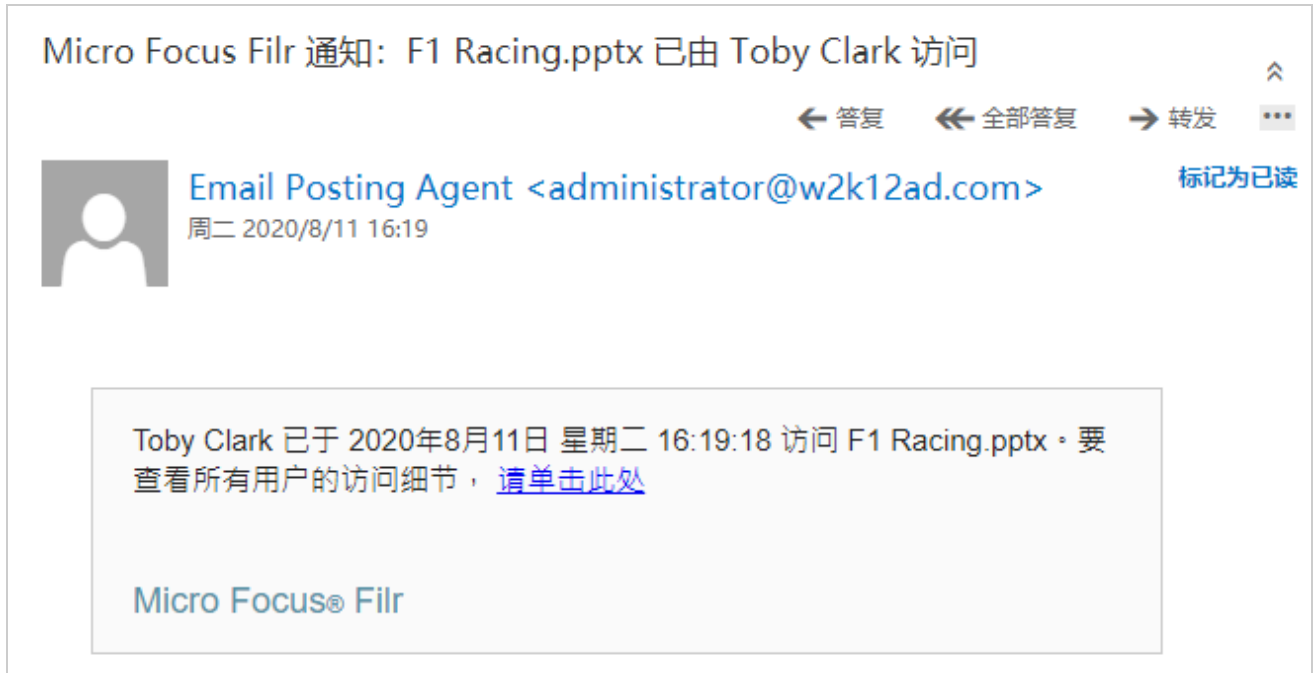 Micro Focus Filr 通知：F1 Racing.pptx 已由 Toby Clark 访问
答复 全部答复 转发 •••
Email Posting Agent <administrator@w2k12ad.com> 标记为已读
周二 2020/8/11 16:19
Toby Clark 已于 2020年8月11日 星期二 16:19:18 访问 F1 Racing.pptx。要
查看所有用户的访问细节， 请单击此处
Micro Focus® Filr